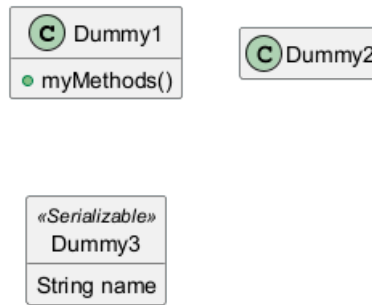 C Dummy1
myMethods()
C Dummy2
«Serializable»
Dummy3
String name